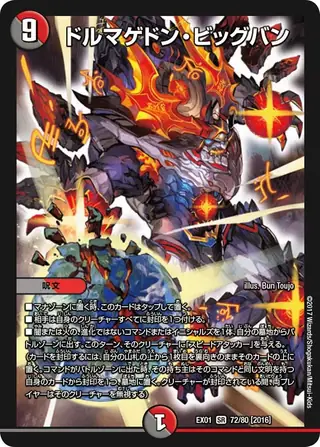 9
ドルマゲドン・ビッグバン
illus. Bun Toujo
呪文
■マナゾーンに置く時、このカードはタップして置く。
■相手は自身のクリーチャーすべてに封印を1つ付ける。
■闇または火の、進化ではないコマンドまたはイニシャルズを1体、自分の墓地からバ
トルゾーンに出す。このターン、そのクリーチャーに「スピードアタッカー」を与える。
(カードを封印するには、自分の山札の上から1枚目を裏向きのままそのカードの上に
置く。コマンドがバトルゾーンに出た時、その持ち主はそのコマンドと同じ文明を持つ
自身のカードから封印を1つ、墓地に置く。クリーチャーが封印されている間、両プレ
イヤーはそのクリーチャーを無視する)
©2017 Wizards/Shogakukan/Mitsui-Kids
EX01 SR 72/80 [2016]